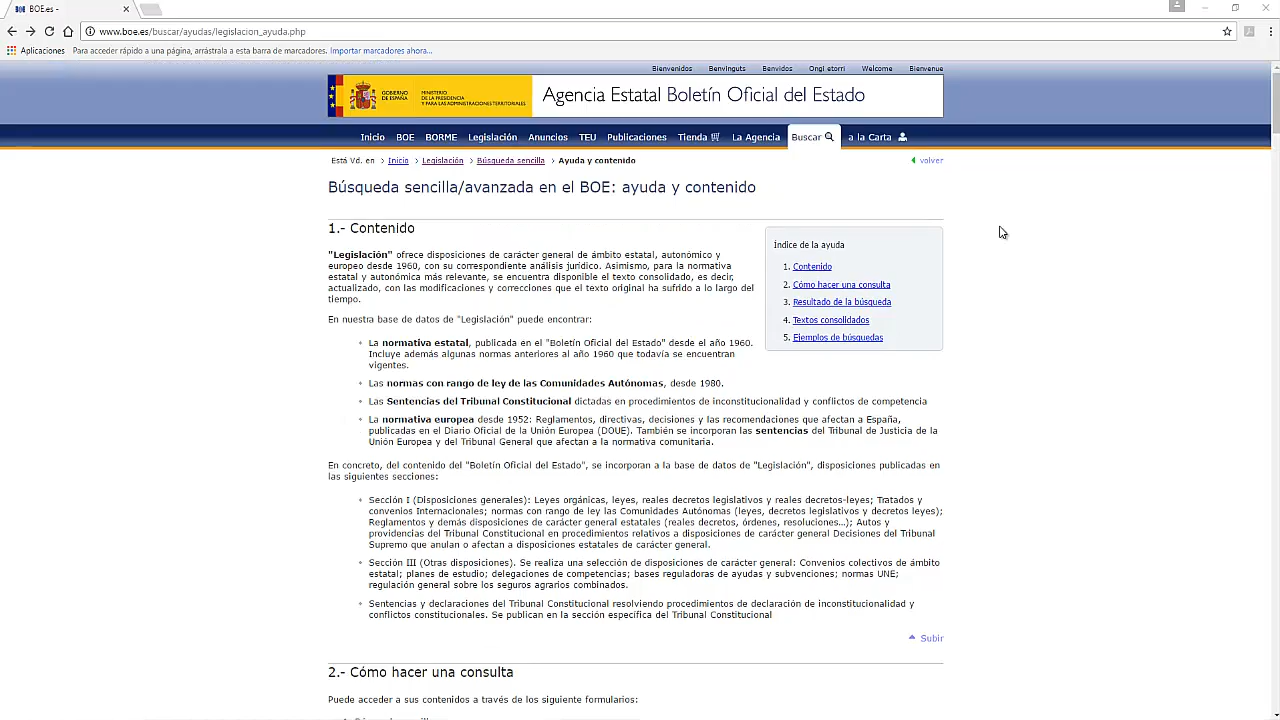 BOE.es -
www.boe.es/buscar/ayudas/legislacion_ayuda.php
Aplicaciones Para acceder rápido a una página, arrástrala a esta barra de marcadores. Importar marcadores ahora...
Bienvenidos Benvinguts Benvidos Ongi etorri Welcome Bienvenue
GOBIERNO DE ESPAÑA
MINISTERIO DE LA PRESIDENCIA Y PARA LAS ADMINISTRACIONES TERRITORIALES
Agencia Estatal Boletín Oficial del Estado
Inicio BOE BORME Legislación Anuncios TEU Publicaciones Tienda La Agencia Buscar a la Carta
Está Vd. en > Inicio > Legislación > Búsqueda sencilla > Ayuda y contenido
volver
Búsqueda sencilla/avanzada en el BOE: ayuda y contenido
1.- Contenido
"Legislación" ofrece disposiciones de carácter general de ámbito estatal, autonómico y
europeo desde 1960, con su correspondiente análisis jurídico. Asimismo, para la normativa
estatal y autonómica más relevante, se encuentra disponible el texto consolidado, es decir,
actualizado, con las modificaciones y correcciones que el texto original ha sufrido a lo largo del
tiempo.
En nuestra base de datos de "Legislación" puede encontrar:
Índice de la ayuda
1. Contenido
2. Cómo hacer una consulta
3. Resultado de la búsqueda
4. Textos consolidados
5. Ejemplos de búsquedas
La normativa estatal, publicada en el "Boletín Oficial del Estado" desde el año 1960.
Incluye además algunas normas anteriores al año 1960 que todavía se encuentran
vigentes.
Las normas con rango de ley de las Comunidades Autónomas, desde 1980.
Las Sentencias del Tribunal Constitucional dictadas en procedimientos de inconstitucionalidad y conflictos de competencia
La normativa europea desde 1952: Reglamentos, directivas, decisiones y las recomendaciones que afectan a España,
publicadas en el Diario Oficial de la Unión Europea (DOUE). También se incorporan las sentencias del Tribunal de Justicia de la
Unión Europea y del Tribunal General que afectan a la normativa comunitaria.
En concreto, del contenido del "Boletín Oficial del Estado", se incorporan a la base de datos de "Legislación", disposiciones publicadas en
las siguientes secciones:
Sección I (Disposiciones generales): Leyes orgánicas, leyes, reales decretos legislativos y reales decretos-leyes; Tratados y
convenios Internacionales; normas con rango de ley las Comunidades Autónomas (leyes, decretos legislativos y decretos leyes);
Reglamentos y demás disposiciones de carácter general estatales (reales decretos, órdenes, resoluciones...); Autos y
providencias del Tribunal Constitucional en procedimientos relativos a disposiciones de carácter general Decisiones del Tribunal
Supremo que anulan o afectan a disposiciones estatales de carácter general.
Sección III (Otras disposiciones). Se realiza una selección de disposiciones de carácter general: Convenios colectivos de ámbito
estatal; planes de estudio; delegaciones de competencias; bases reguladoras de ayudas y subvenciones; normas UNE;
regulación general sobre los seguros agrarios combinados.
Sentencias y declaraciones del Tribunal Constitucional resolviendo procedimientos de declaración de inconstitucionalidad y
conflictos constitucionales. Se publican en la sección específica del Tribunal Constitucional
Subir
2.- Cómo hacer una consulta
Puede acceder a sus contenidos a través de los siguiente formularios: